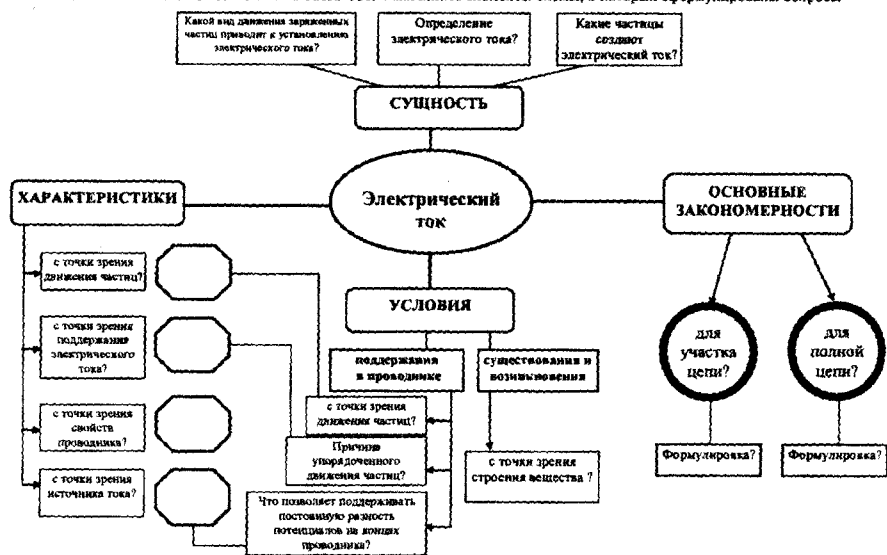 Какой вид движения заряженных
частиц приводит к установлению
электрического тока?
Определение
электрического тока?
Какие частицы
создают
электрический ток?
СУЩНОСТЬ
Электрический
ток
ХАРАКТЕРИСТИКИ
с точки зрения
движения частиц?
с точки зрения
поддержания
электрического
тока?
с точки зрения
свойств
проводника?
с точки зрения
источника тока?
УСЛОВИЯ
поддержания
в проводнике
существования и
возникновения
с точки зрения
движения частиц?
Причина
упорядоченного
движения частиц?
Что позволяет поддерживать
постоянную разность
потенциалов на концах
проводника?
с точки зрения
строения вещества ?
ОСНОВНЫЕ
ЗАКОНОМЕРНОСТИ
для
участка
цепи?
для
полной
цепи?
Формулировка?
Формулировка?